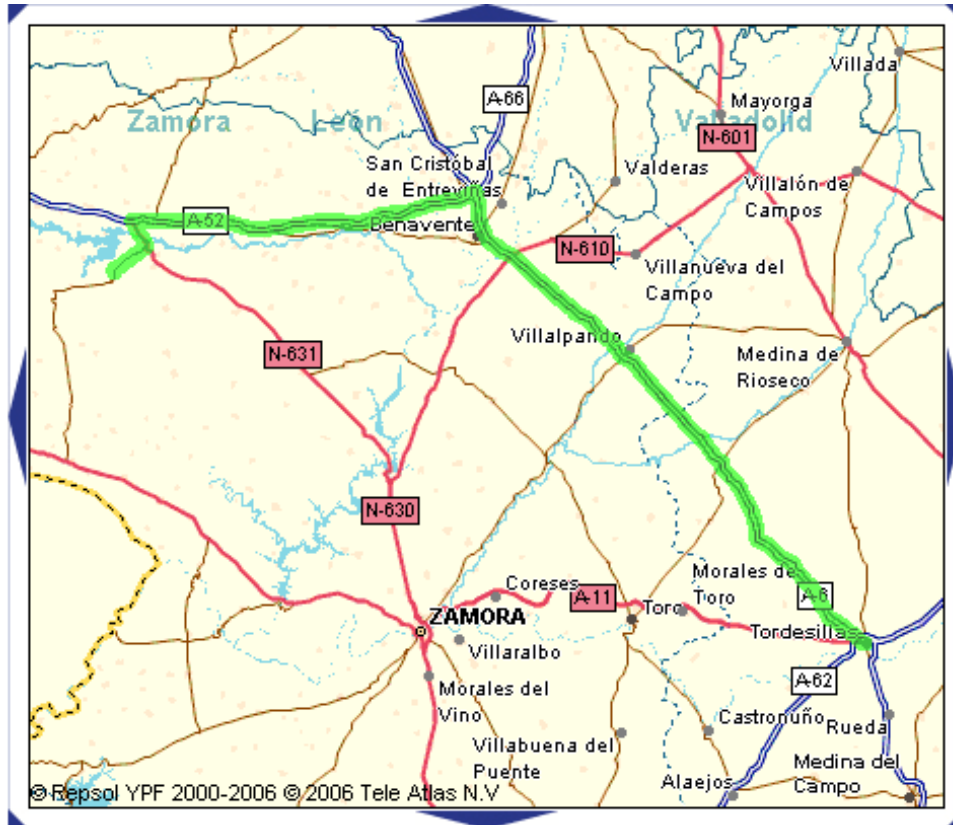 Villada
A-66
Mayorga
Zamora
León
Valladolid
N-601
San Cristóbal
de Entreviñas
Valderas
Villalón de
Campos
A-52
Benavente
N-610
Villanueva del
Campo
Villalpando
N-631
Medina de
Rioseco
N-630
Coreses
A-11
Morales de
Toro
A-6
Toro
ZAMORA
Tordesillas
Villaralbo
A-62
Morales del
Vino
Castronuño
Rueda
Villabuena del
Puente
Medina del
Campo
Alaejos
© Repsol YPF 2000-2006 © 2006 Tele Atlas N.V